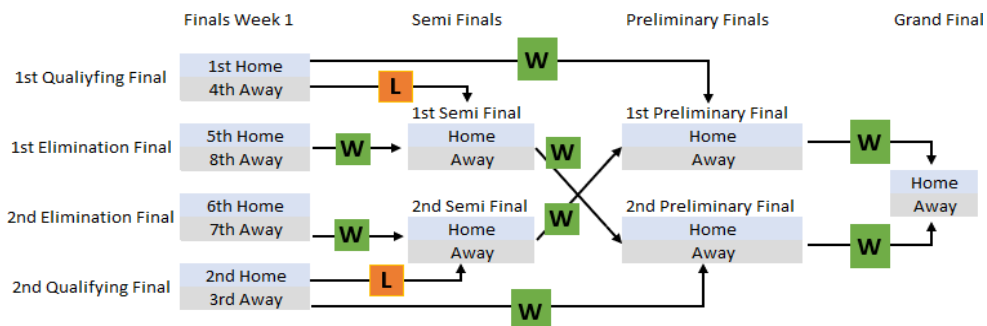 Finals Week 1 Semi Finals Preliminary Finals Grand Final
1st Qualiyfing Final
1st Home
4th Away
W
L
1st Semi Final
Home
Away
1st Preliminary Final
Home
Away
1st Elimination Final
5th Home
8th Away
W
W
W
Home
Away
2nd Elimination Final
6th Home
7th Away
W
2nd Semi Final
Home
Away
W
2nd Preliminary Final
Home
Away
W
2nd Qualifying Final
2nd Home
3rd Away
L
W